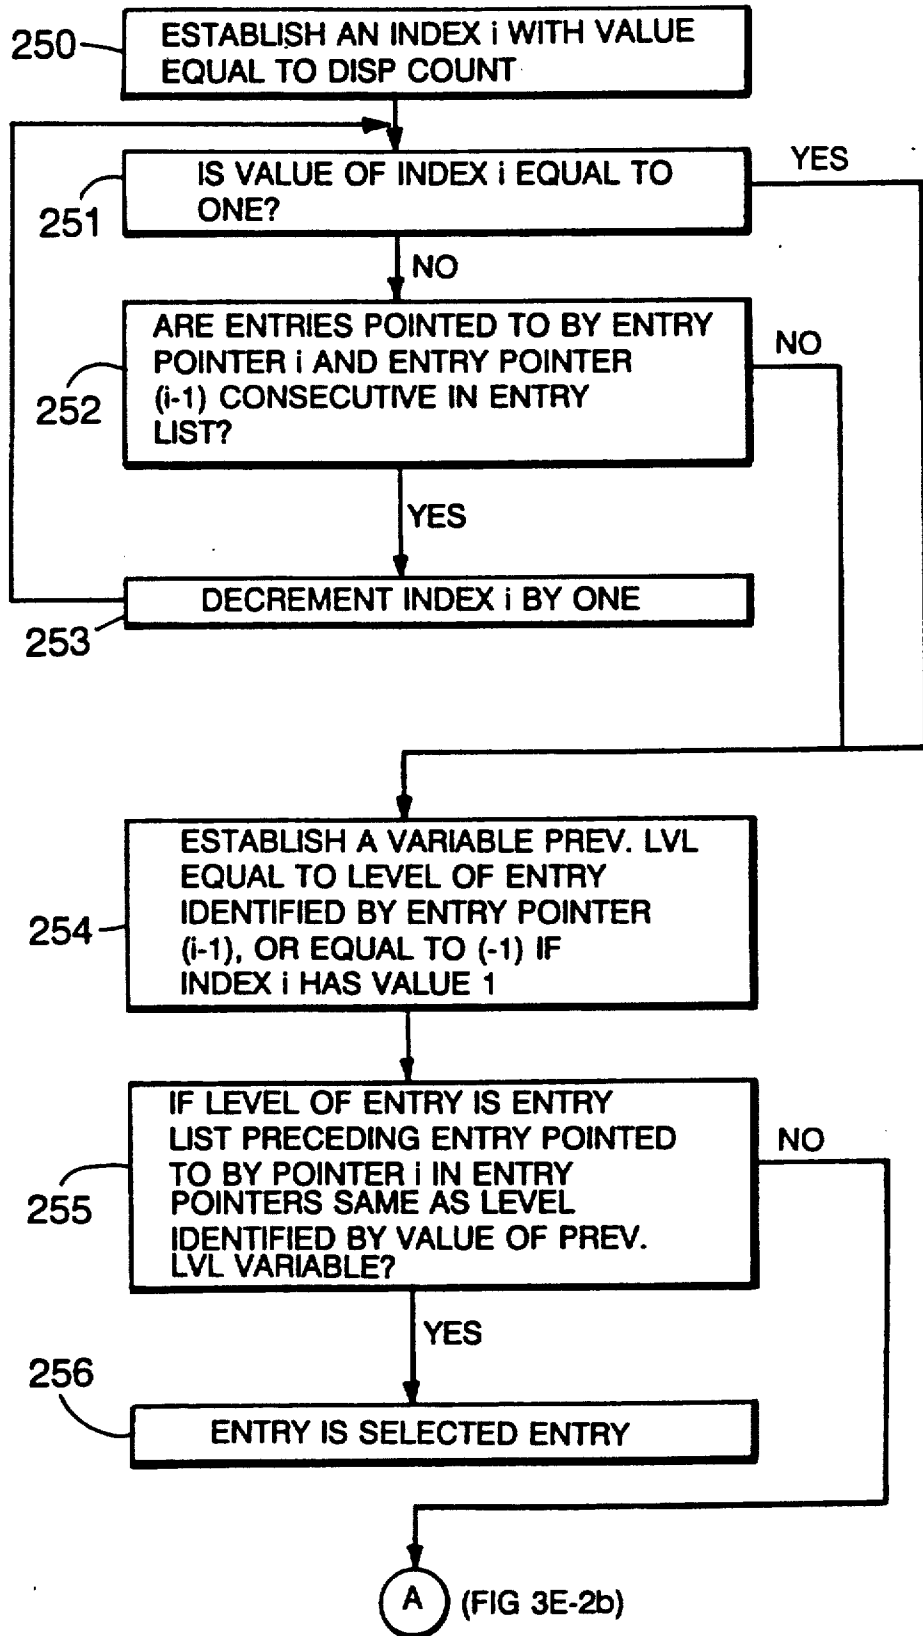 250
ESTABLISH AN INDEX i WITH VALUE
EQUAL TO DISP COUNT
251
IS VALUE OF INDEX i EQUAL TO
ONE?
YES
NO
252
ARE ENTRIES POINTED TO BY ENTRY
POINTER i AND ENTRY POINTER
(i-1) CONSECUTIVE IN ENTRY
LIST?
NO
YES
253
DECREMENT INDEX i BY ONE
254
ESTABLISH A VARIABLE PREV. LVL
EQUAL TO LEVEL OF ENTRY
IDENTIFIED BY ENTRY POINTER
(i-1), OR EQUAL TO (-1) IF
INDEX i HAS VALUE 1
255
IF LEVEL OF ENTRY IS ENTRY
LIST PRECEDING ENTRY POINTED
TO BY POINTER i IN ENTRY
POINTERS SAME AS LEVEL
IDENTIFIED BY VALUE OF PREV.
LVL VARIABLE?
NO
YES
256
ENTRY IS SELECTED ENTRY
A (FIG 3E-2b)